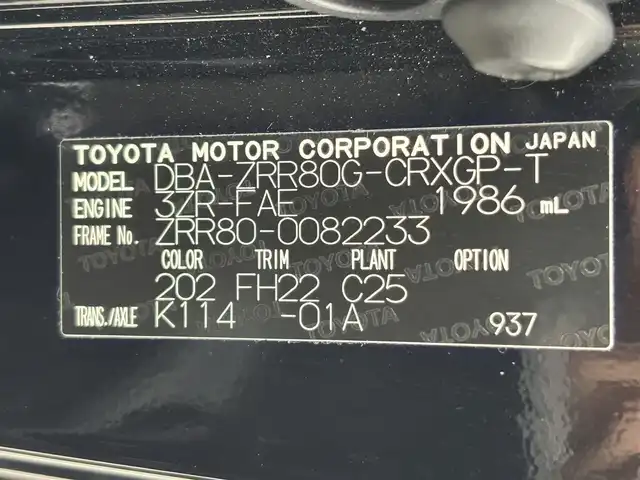 TOYOTA MOTOR CORPORATION JAPAN
MODEL DBA-ZRR80G-CRXGP-T
ENGINE 3ZR-FAE 1986 mL
FRAME No. ZRR80-0082233
COLOR TRIM PLANT OPTION
202 FH22 C25
TRANS./AXLE K114 -01A 937